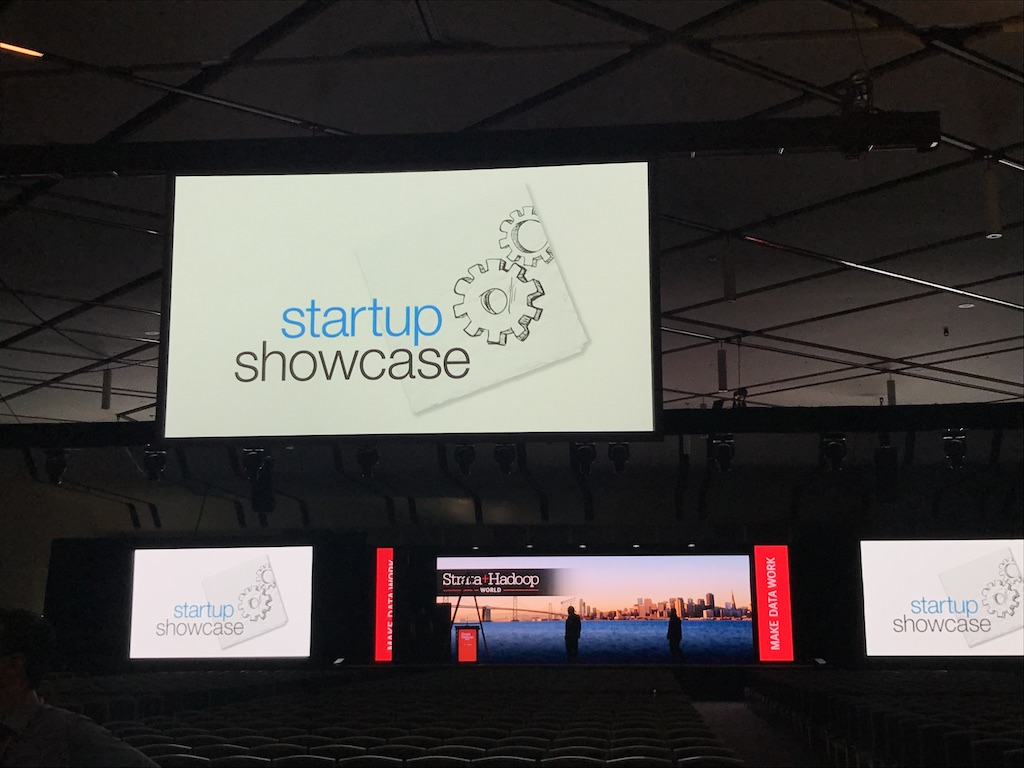 startup
showcase
startup
showcase
MAKE DATA WORK
Strata+Hadoop
WORLD
MAKE DATA WORK
startup
showcase